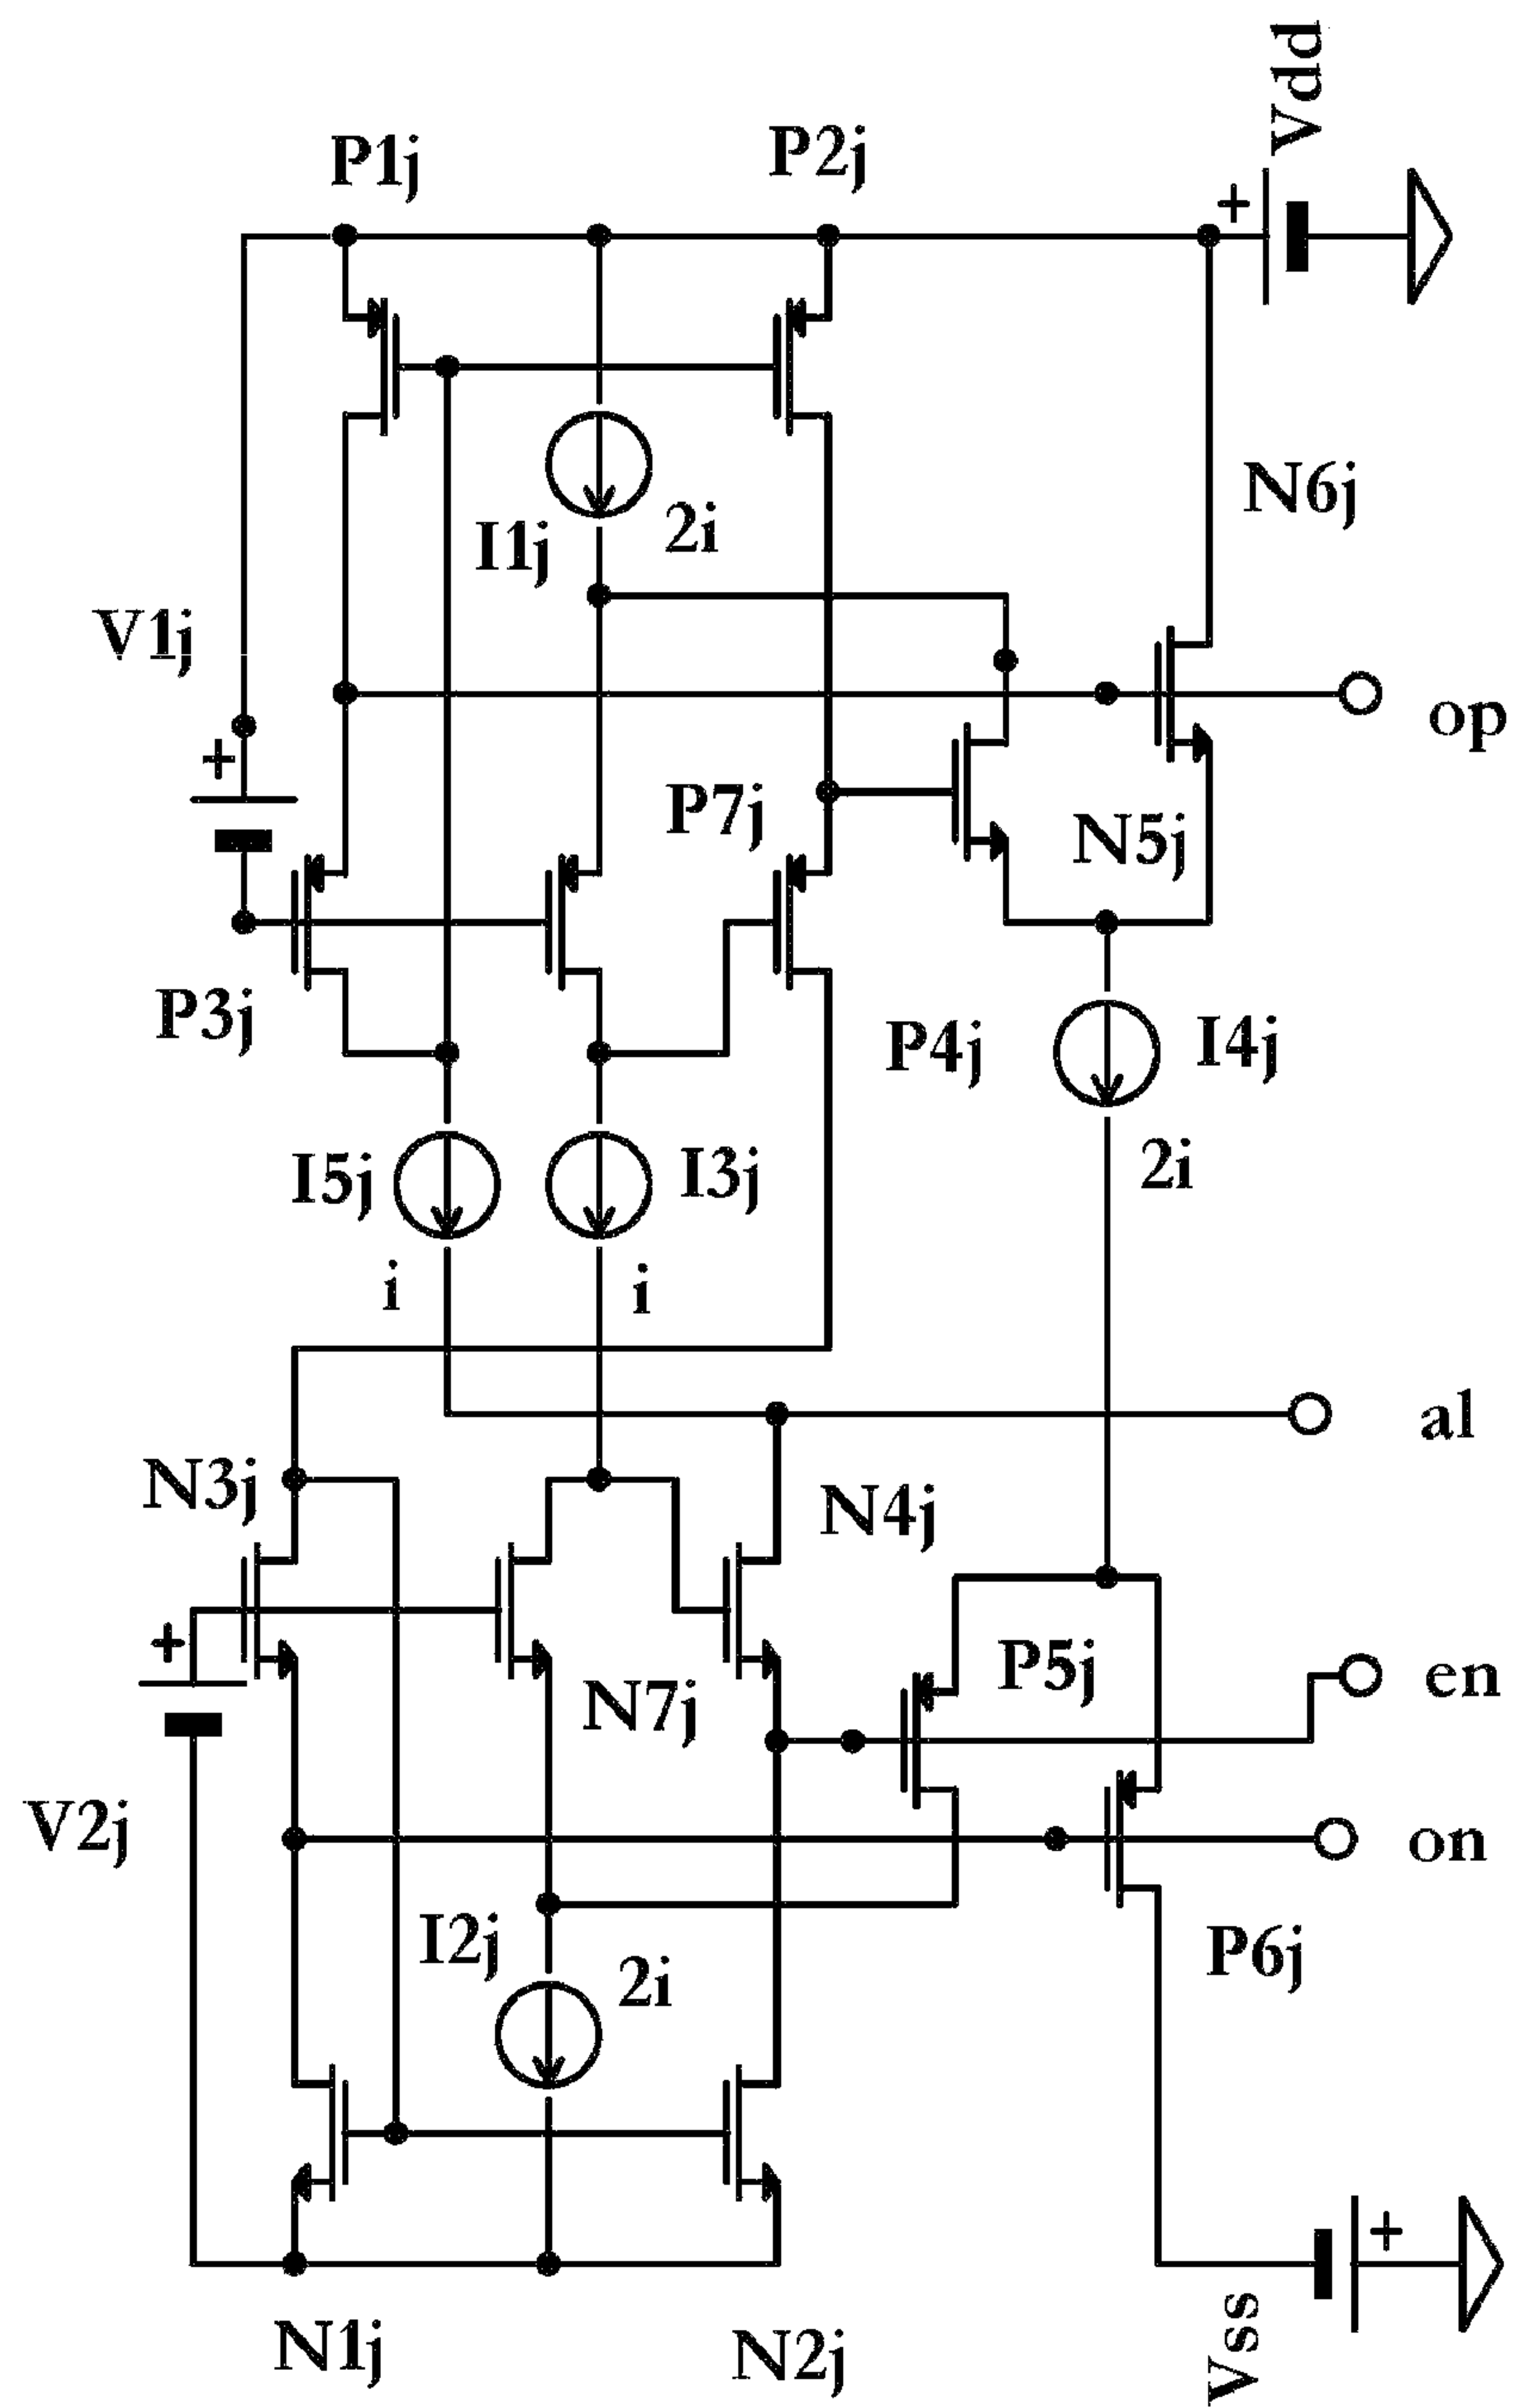 Vdd
P1j
P2j
+
N6j
I1j
2i
V1j
op
+
P7j
N5j
P3j
P4j
I4j
I5j
I3j
2i
i
i
al
N3j
N4j
+
P5j
en
N7j
V2j
on
I2j
2i
P6j
+
N1j
N2j
Vss